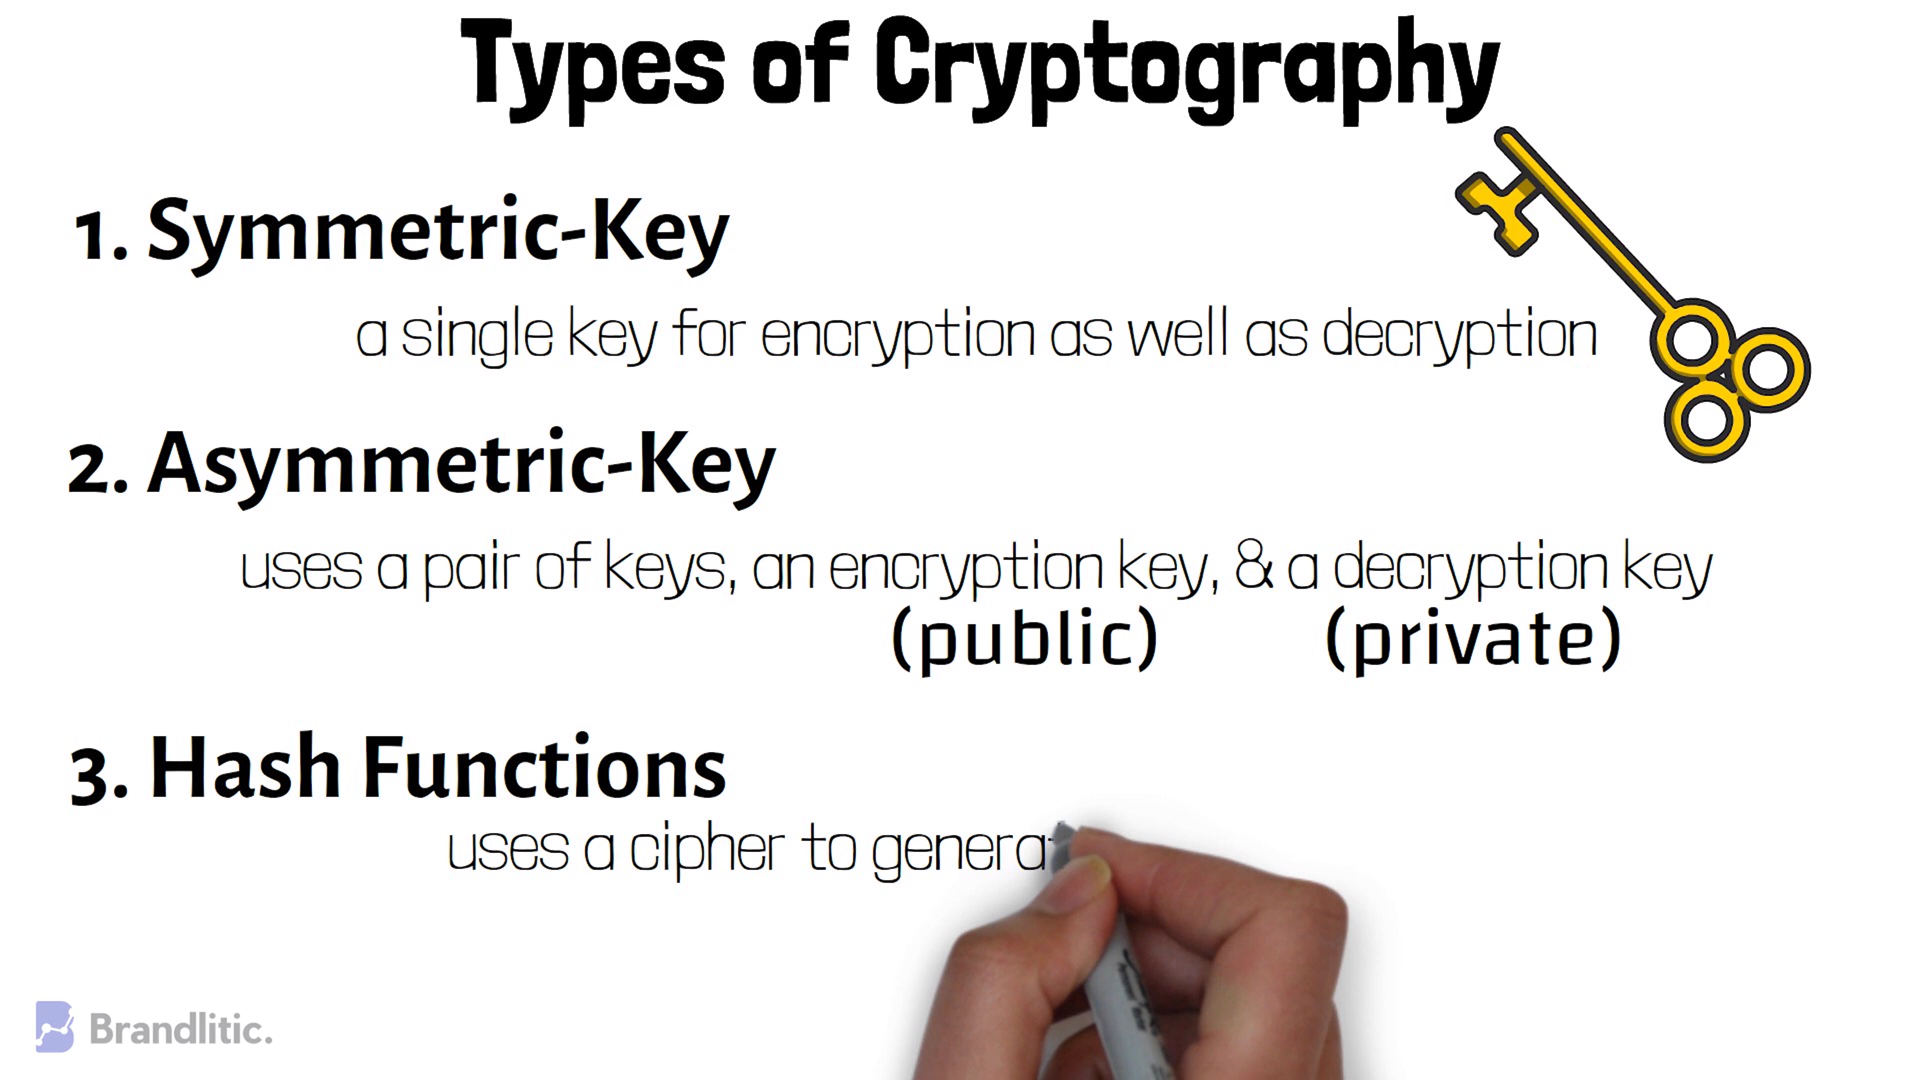 Types of Cryptography
1. Symmetric-Key
a single key for encryption as well as decryption
2. Asymmetric-Key
uses a pair of keys, an encryption key, & a decryption key
(public) (private)
3. Hash Functions
uses a cipher to genera
Brandlitic.